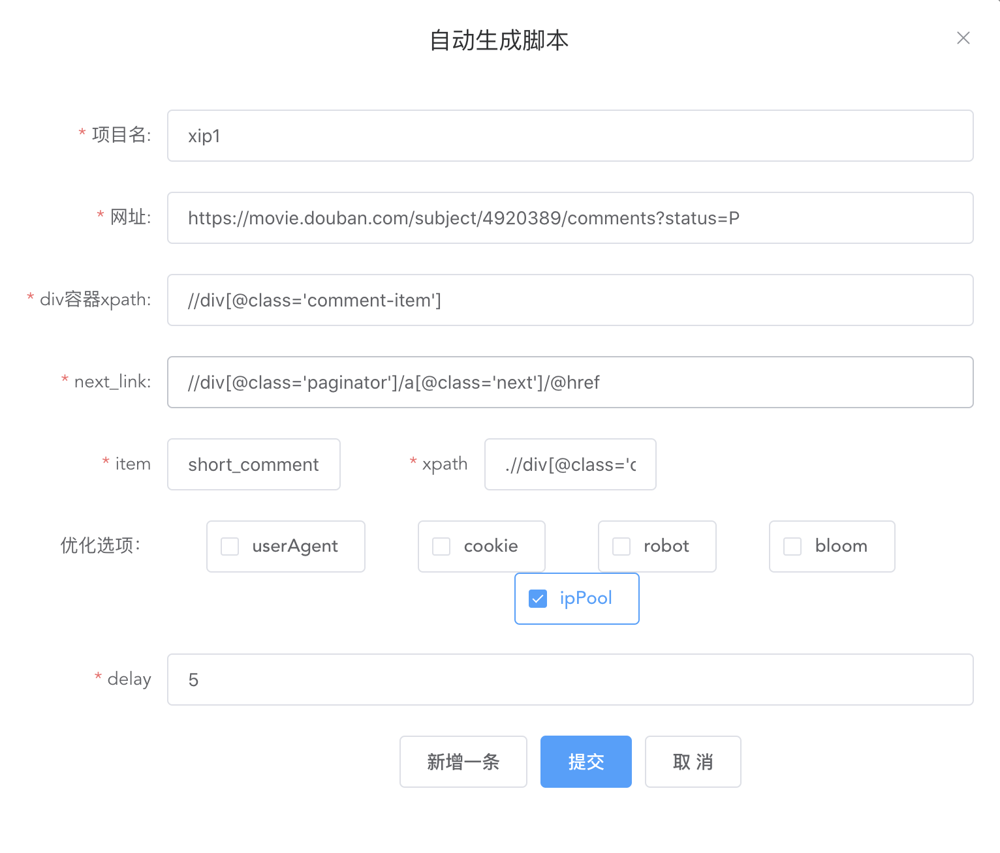 自动生成脚本
* 项目名: xip1
* 网址: https://movie.douban.com/subject/4920389/comments?status=P
* div容器xpath: //div[@class='comment-item']
* next_link: //div[@class='paginator']/a[@class='next']/@href
* item short_comment * xpath .//div[@class='c
优化选项: userAgent cookie robot bloom
ipPool
* delay 5
新增一条 提交 取 消